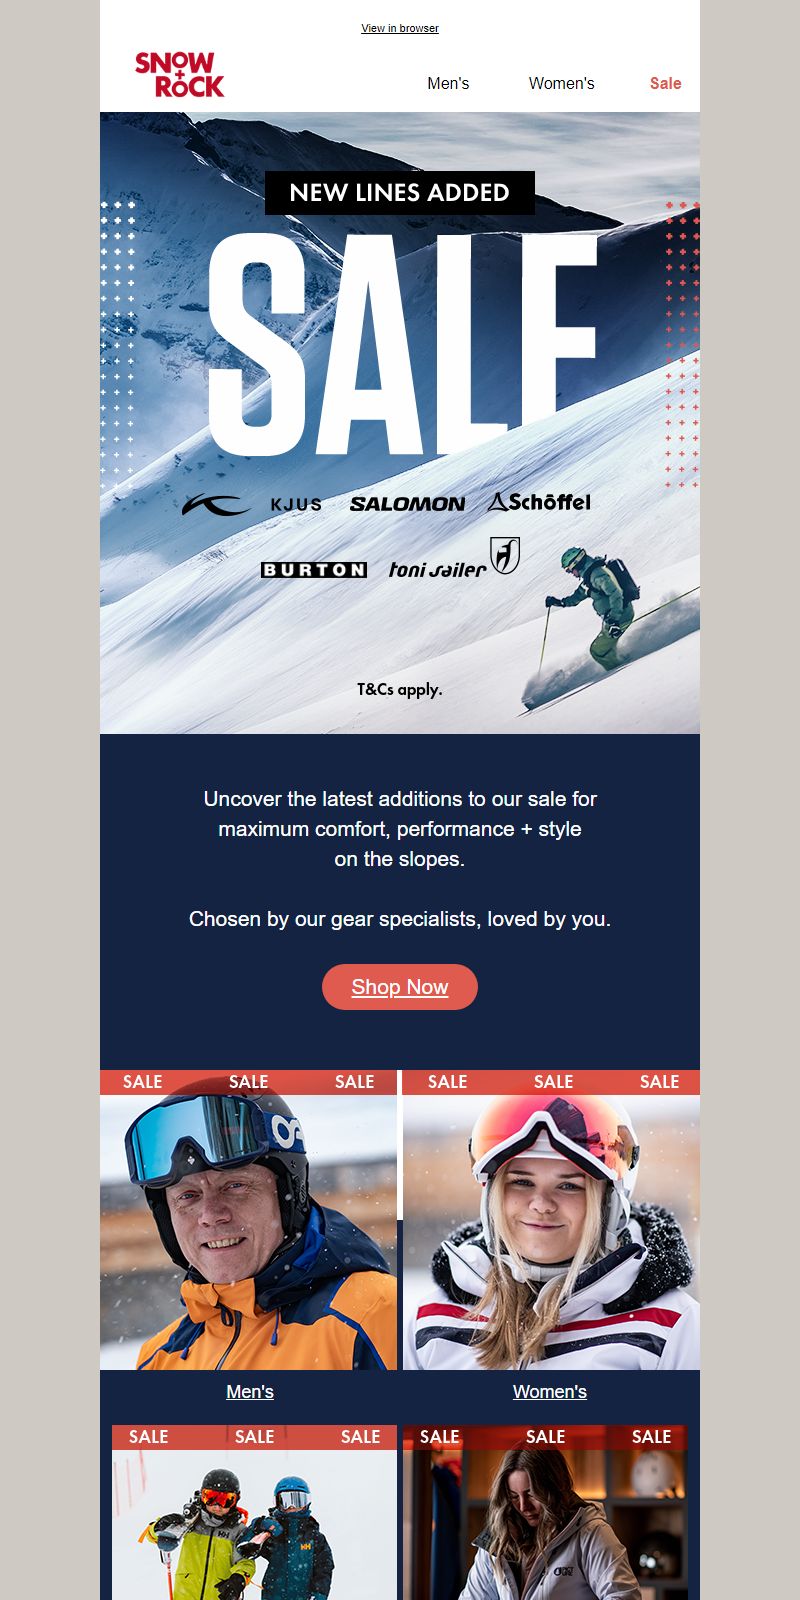 View in browser
SNOW
+
ROCK
Men's
Women's
Sale
NEW LINES ADDED
SALE
KJUS
SALOMON
Schöffel
BURTON
toni sailer
T&Cs apply.
Uncover the latest additions to our sale for
maximum comfort, performance + style
on the slopes.
Chosen by our gear specialists, loved by you.
Shop Now
SALE SALE SALE
SALE SALE SALE
Men's
Women's
SALE SALE SALE
SALE SALE SALE
HH